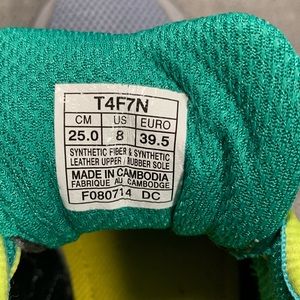 T4F7N
CM US EURO
25.0 8 39.5
SYNTHETIC FIBER & SYNTHETIC
LEATHER UPPER / RUBBER SOLE
MADE IN CAMBODIA
FABRIQUE AU CAMBODGE
F080714 DC